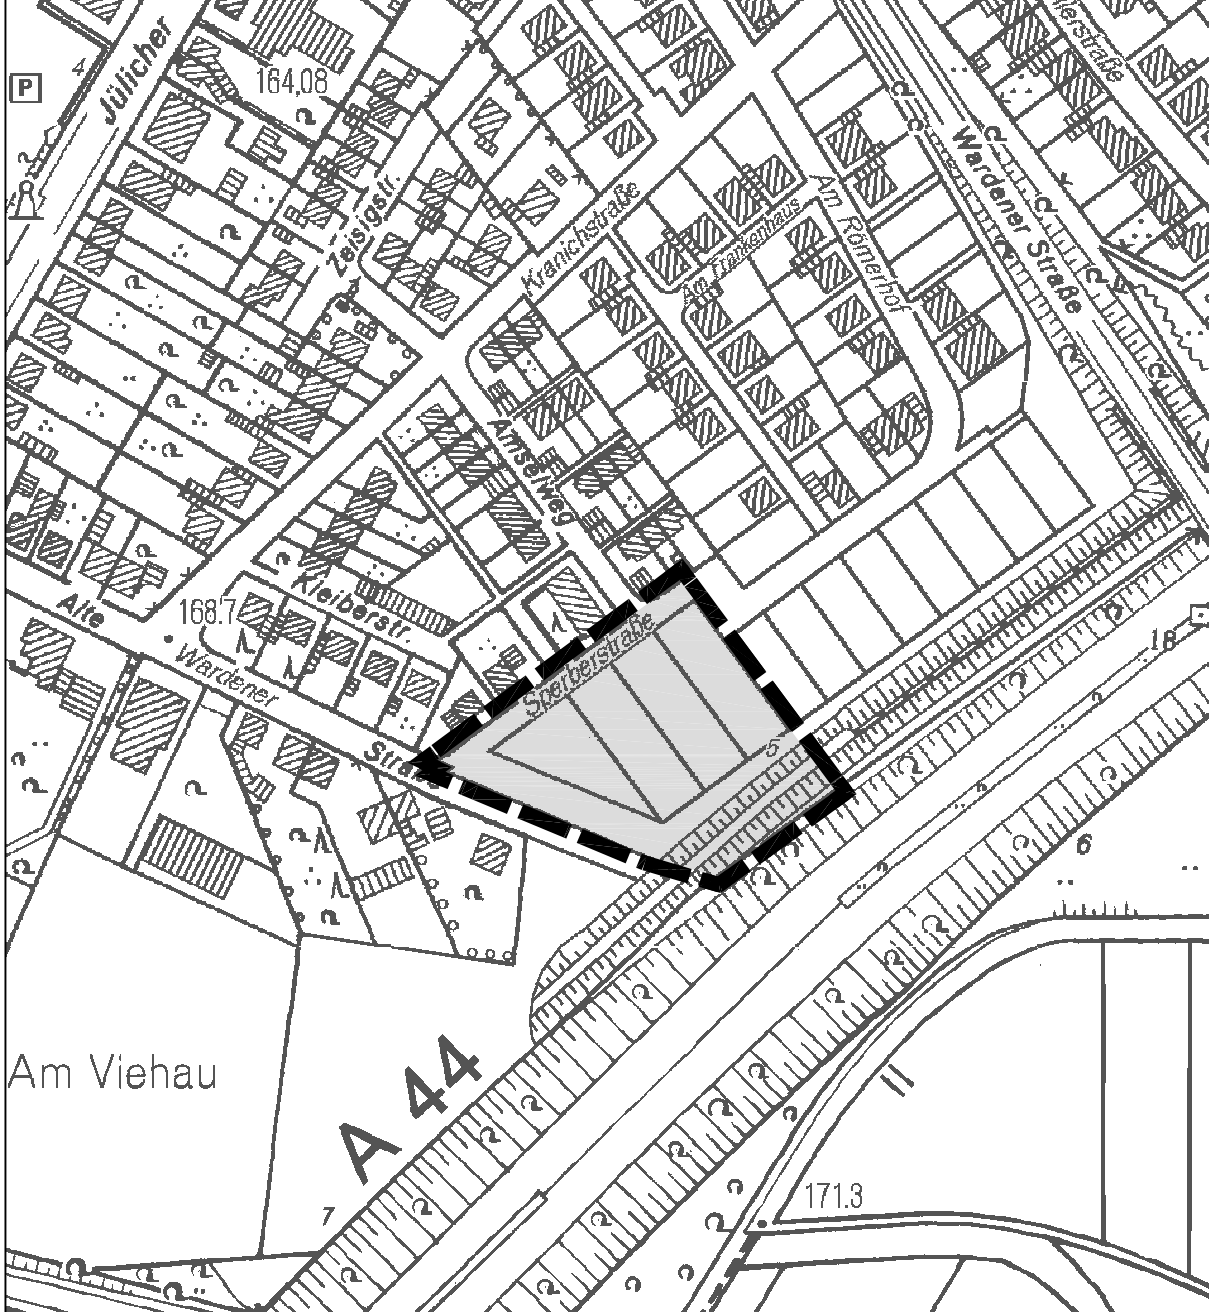 Jülicher
4
P
164,08
Zeisigstr.
Kranichstraße
Am Frankenhaus
Am Römerhof
Wardener Straße
Amselweg
Alte
168.7
Kleiberstr.
Wardener
Straße
Sperberstraße
5
18
6
Am Viehau
A 44
7
171.3